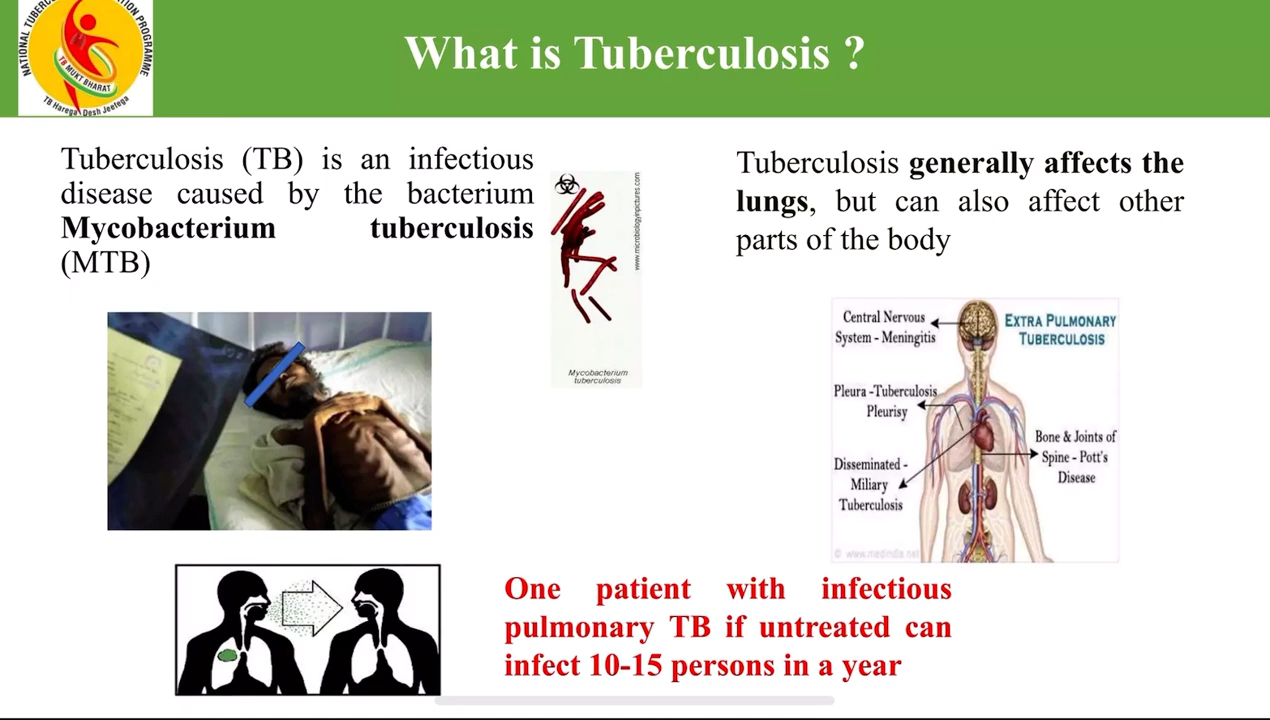 NATIONAL TUBERC
ATION PROGRAMME
TB MUKT BHARAT
TB Harega Desh Jeetega
What is Tuberculosis ?
Tuberculosis (TB) is an infectious
disease caused by the bacterium
Mycobacterium tuberculosis
(MTB)
www.microbiologyinpictures.com
Mycobacterium
tuberculosis
Tuberculosis generally affects the
lungs, but can also affect other
parts of the body
EXTRA PULMONARY
TUBERCULOSIS
Central Nervous
System - Meningitis
Pleura -Tuberculosis
Pleurisy
Disseminated -
Miliary
Tuberculosis
Bone & Joints of
Spine - Pott's
Disease
© www.medindia.net
One patient with infectious
pulmonary TB if untreated can
infect 10-15 persons in a year